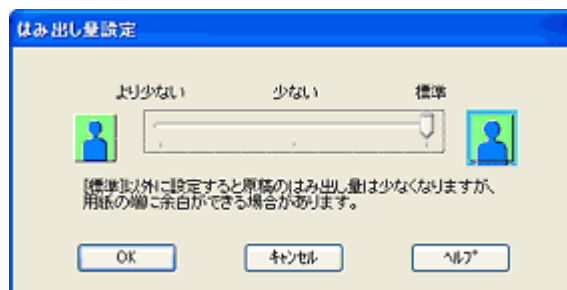 はみ出し量設定
より少ない 少ない 標準
[標準]以外に設定すると原稿のはみ出し量は少なくなりますが、
用紙の端に余白ができる場合があります。
OK キャンセル ヘルプ